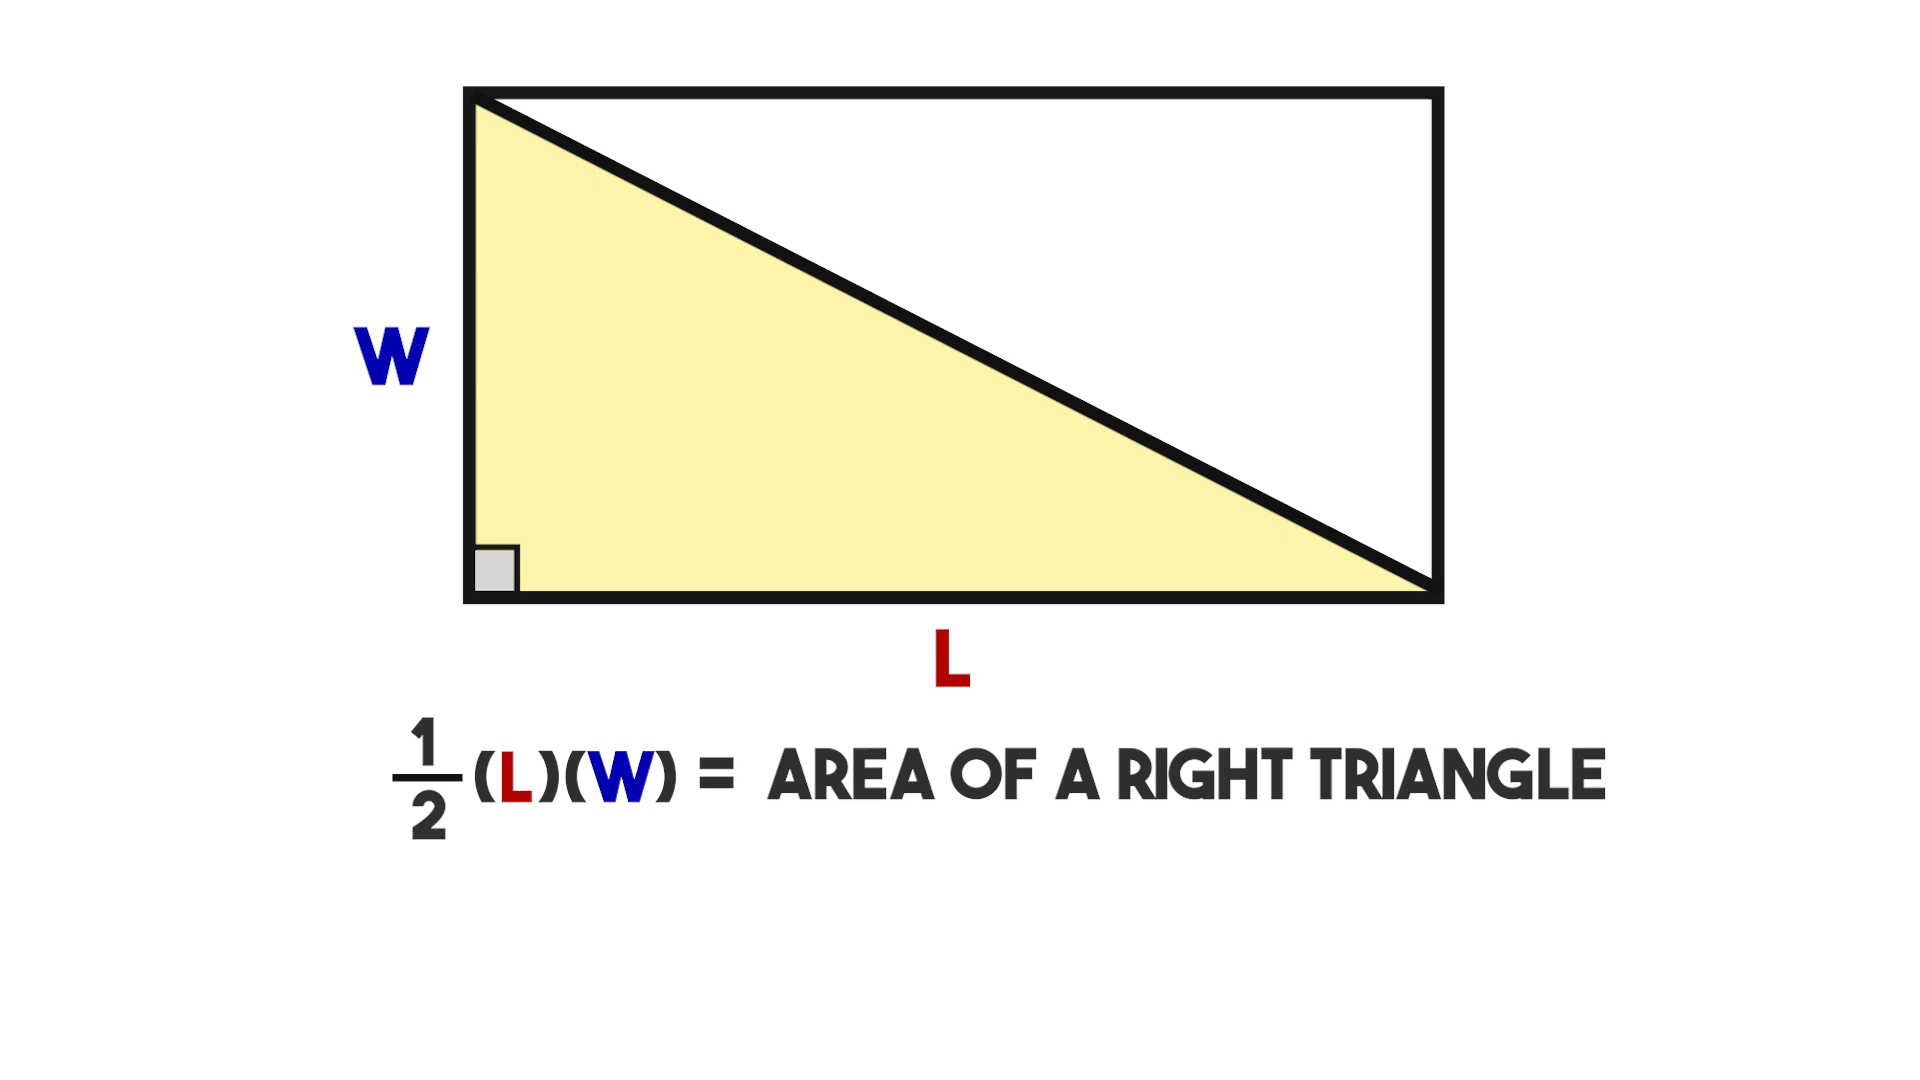 W
L
1/2 (L)(W) = AREA OF A RIGHT TRIANGLE